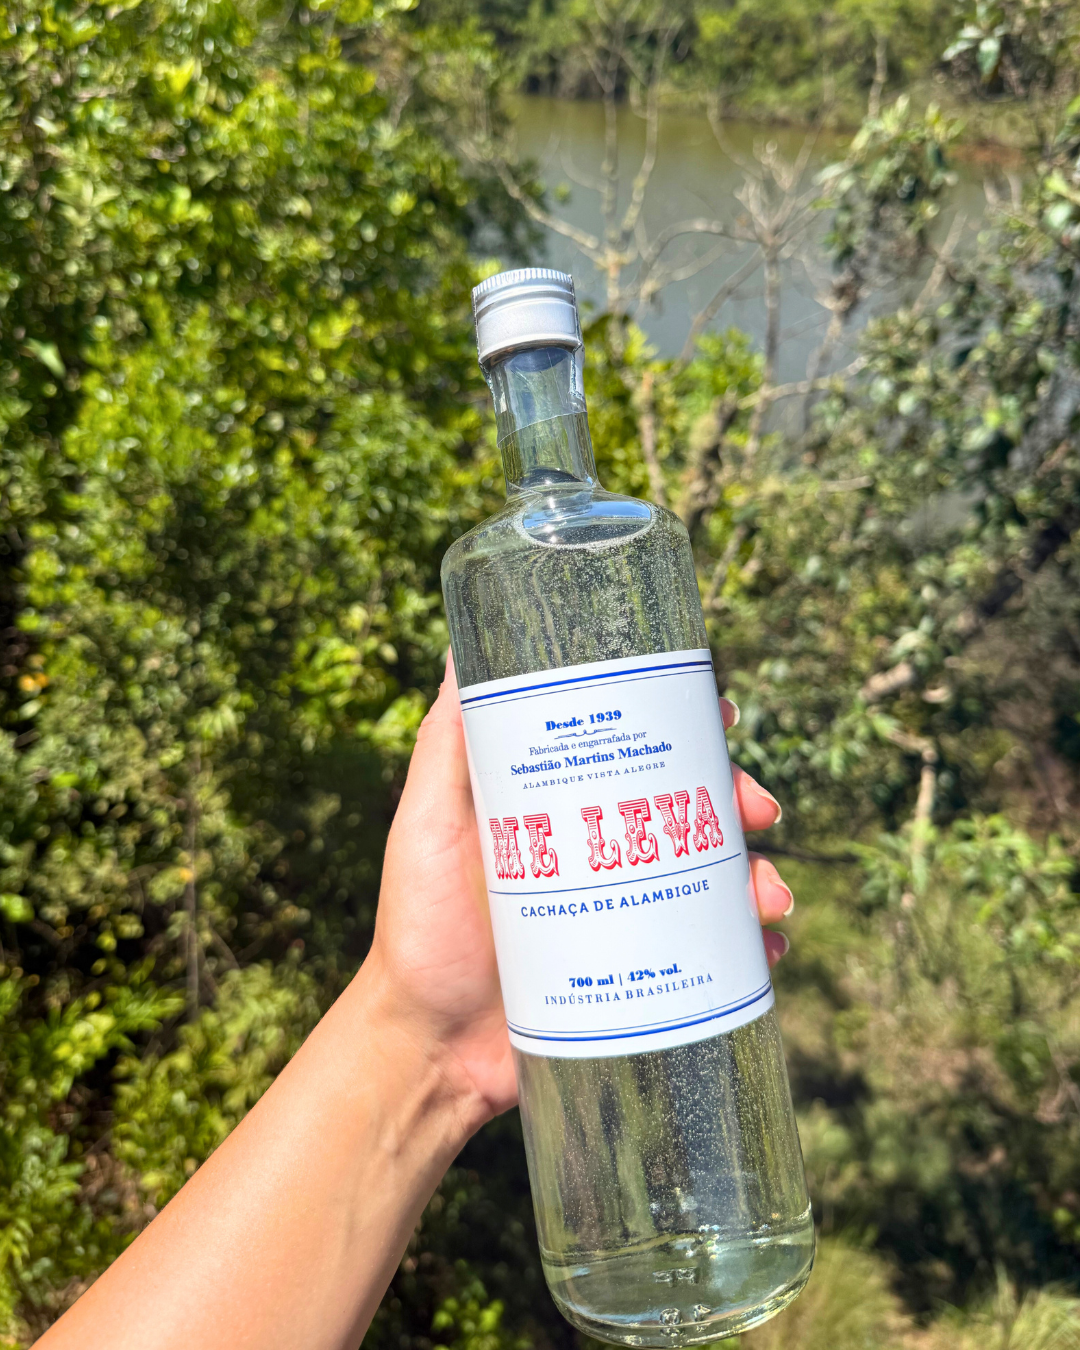 Desde 1939
Fabricada e engarrafada por
Sebastião Martins Machado
ALAMBIQUE VISTA ALEGRE
ME LEVA
CACHAÇA DE ALAMBIQUE
700 ml | 42% vol.
INDÚSTRIA BRASILEIRA